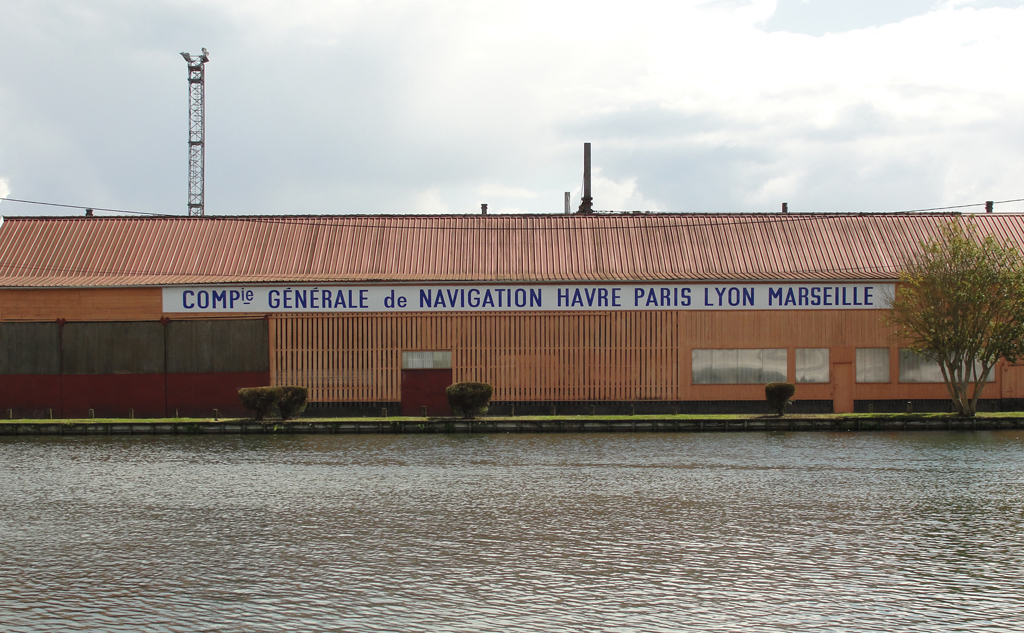 COMPie GÉNÉRALE de NAVIGATION HAVRE PARIS LYON MARSEILLE